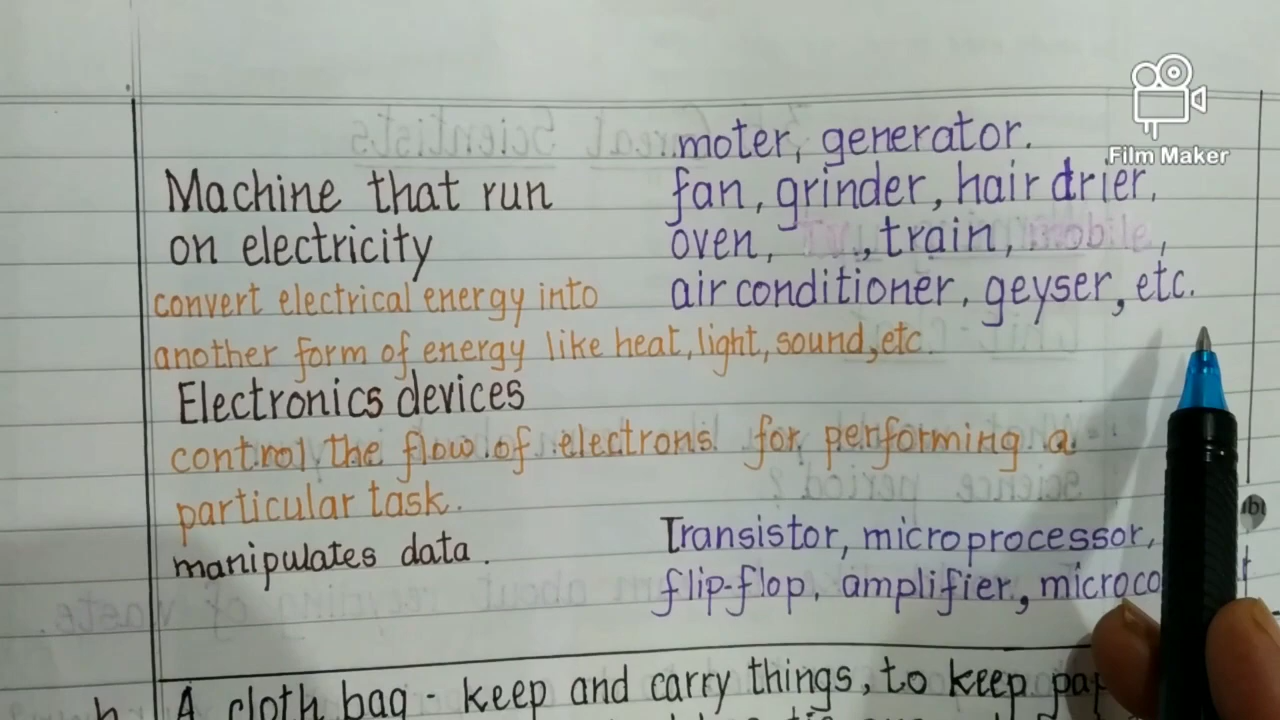 moter, generator.
Film Maker
Machine that run
fan, grinder, hair drier,
on electricity
oven, TV, train, mobile,
convert electrical energy into
air conditioner, geyser, etc.
another form of energy like heat, light, sound, etc.
Electronics devices
control the flow of electrons for performing a
particular task.
Transistor, microprocessor,
manipulates data.
flip-flop, amplifier,
A cloth bag - keep and carry things, to keep